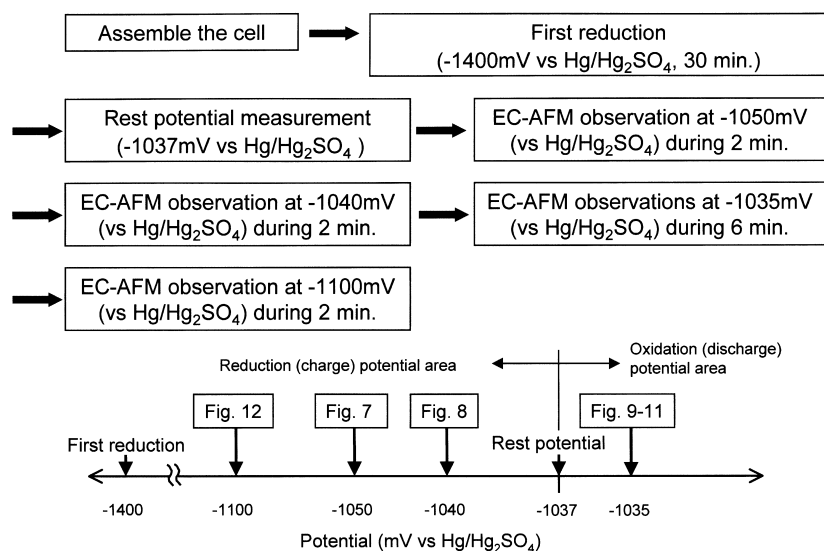 Assemble the cell
First reduction
(-1400mV vs Hg/Hg₂SO₄, 30 min.)
Rest potential measurement
(-1037mV vs Hg/Hg₂SO₄ )
EC-AFM observation at -1050mV
(vs Hg/Hg₂SO₄) during 2 min.
EC-AFM observation at -1040mV
(vs Hg/Hg₂SO₄) during 2 min.
EC-AFM observations at -1035mV
(vs Hg/Hg₂SO₄) during 6 min.
EC-AFM observation at -1100mV
(vs Hg/Hg₂SO₄) during 2 min.
Reduction (charge) potential area
Oxidation (discharge)
potential area
Fig. 12
Fig. 7
Fig. 8
Fig. 9-11
First reduction
Rest potential
-1400
-1100
-1050
-1040
-1037
-1035
Potential (mV vs Hg/Hg₂SO₄)